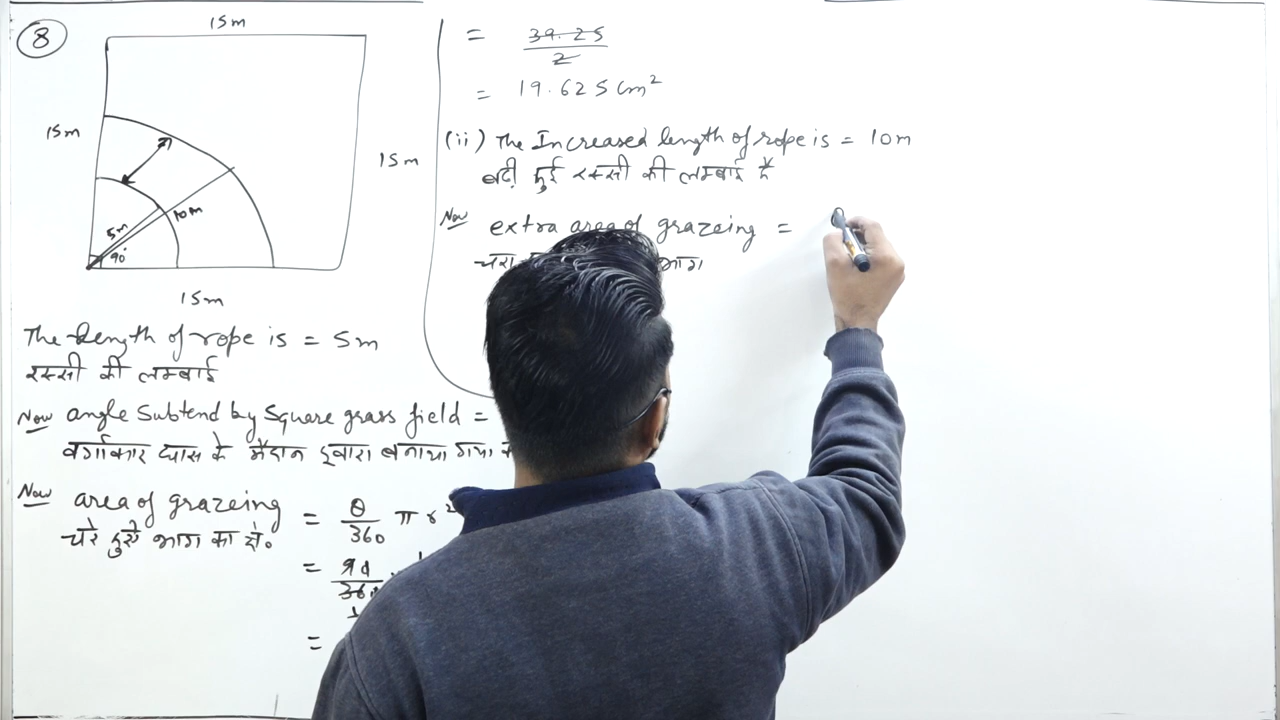 8
15m
15m
15m
5m
10m
90°
15m
The length of rope is = 5m
रस्सी की लम्बाई
Now angle Subtend by Square grass field =
वर्गाकार घास के मैदान द्वारा बनाया गया
Now area of grazeing = θ/360 π r²
चरे हुऐ भाग का क्षे०
= 90/360
=
= 39.25/2
= 19.625 cm²
(ii) The Increased length of rope is = 10m
बढी हुई रस्सी की लम्बाई है
Now extra area of grazeing =
चरा भाग